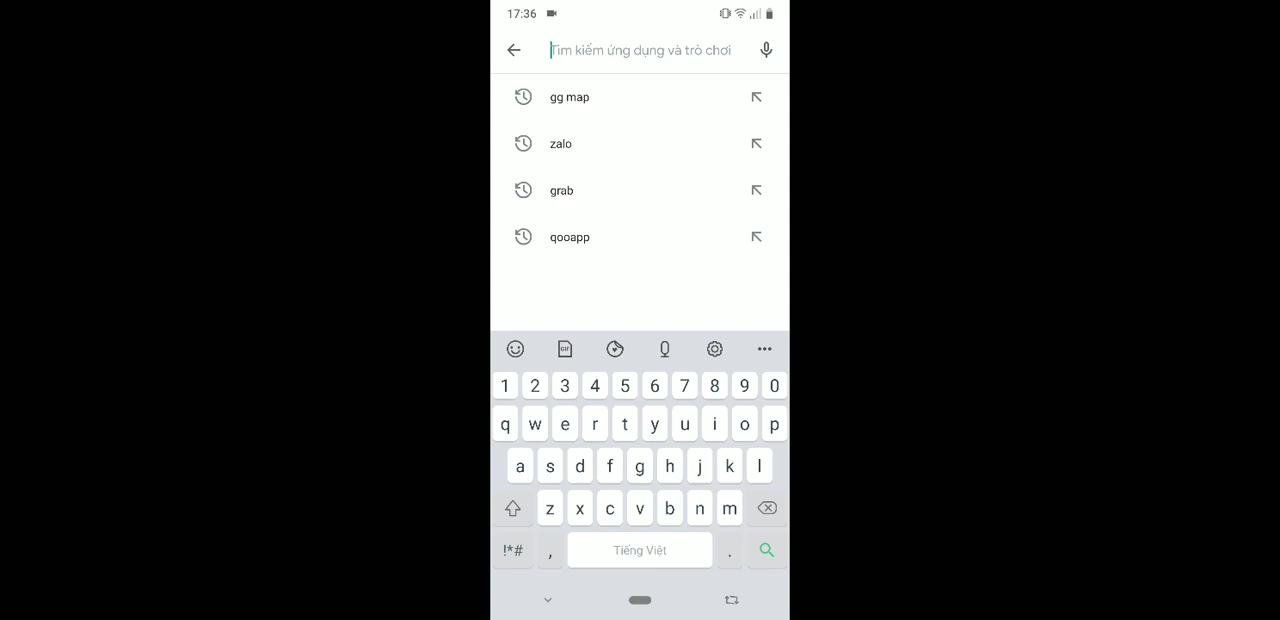 17:36
Tìm kiếm ứng dụng và trò chơi
gg map
zalo
grab
qooapp
GIF
1 2 3 4 5 6 7 8 9 0
q w e r t y u i o p
a s d f g h j k l
z x c v b n m
!*# , Tiếng Việt .